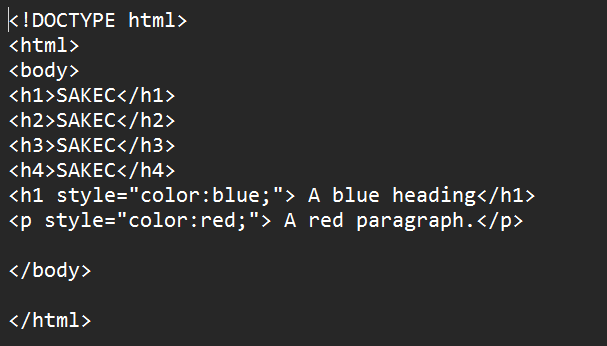 <!DOCTYPE html>
<html>
<body>
<h1>SAKEC</h1>
<h2>SAKEC</h2>
<h3>SAKEC</h3>
<h4>SAKEC</h4>
<h1 style="color:blue;"> A blue heading</h1>
<p style="color:red;"> A red paragraph.</p>
</body>
</html>